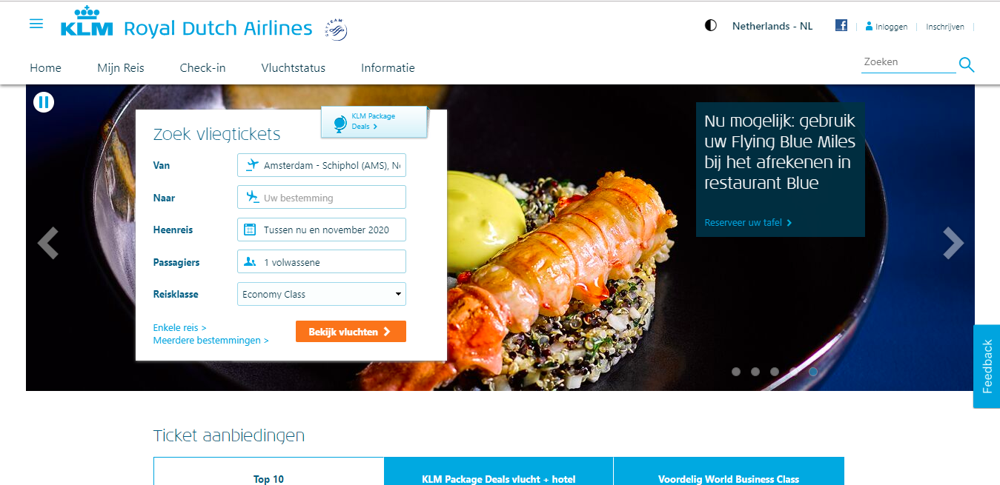 KLM Royal Dutch Airlines
SKYTEAM
Netherlands - NL
Inloggen
Inschrijven
Home
Mijn Reis
Check-in
Vluchtstatus
Informatie
Zoeken
Zoek vliegtickets
KLM Package
Deals >
Van
Amsterdam - Schiphol (AMS), Ne
Naar
Uw bestemming
Heenreis
Tussen nu en november 2020
Passagiers
1 volwassene
Reisklasse
Economy Class
Enkele reis >
Meerdere bestemmingen >
Bekijk vluchten >
Nu mogelijk: gebruik
uw Flying Blue Miles
bij het afrekenen in
restaurant Blue
Reserveer uw tafel >
Feedback
Ticket aanbiedingen
Top 10
KLM Package Deals vlucht + hotel
Voordelig World Business Class